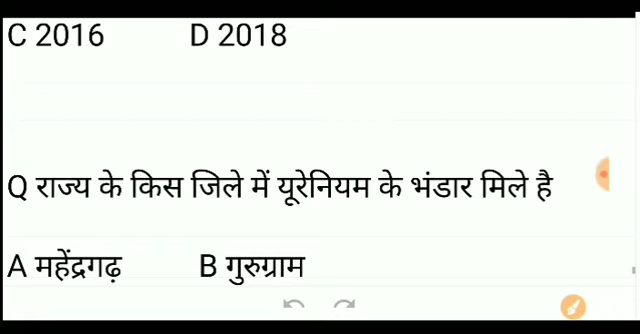 C 2016 D 2018
Q राज्य के किस जिले में यूरेनियम के भंडार मिले है
A महेंद्रगढ़ B गुरुग्राम